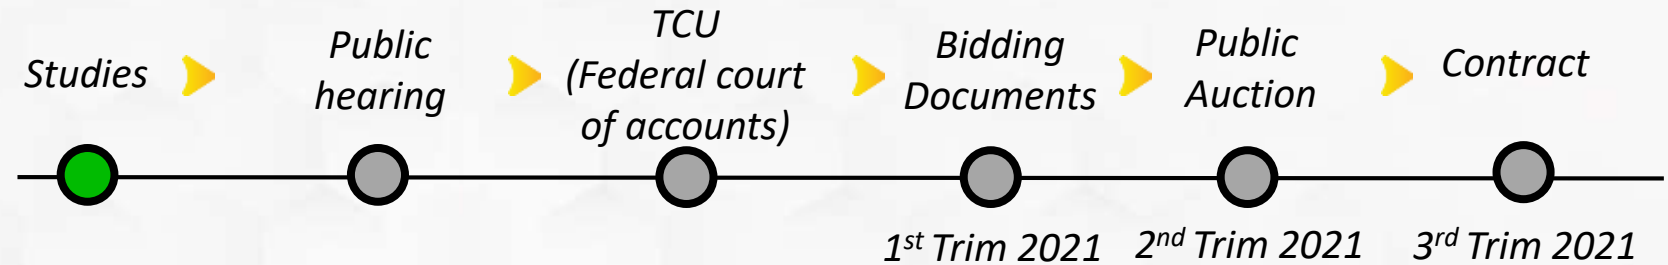 Studies
Public
hearing
TCU
(Federal court
of accounts)
Bidding
Documents
Public
Auction
Contract
1st Trim 2021
2nd Trim 2021
3rd Trim 2021